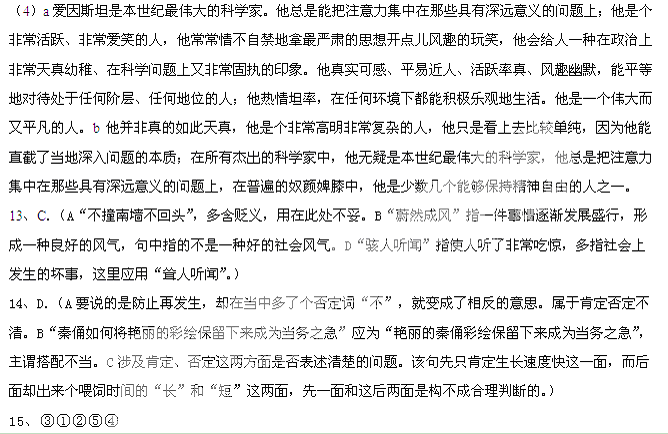 （4）a 爱因斯坦是本世纪最伟大的科学家。他总是能把注意力集中在那些具有深远意义的问题上；他是个
非常活跃、非常爱笑的人，他常常情不自禁地拿最严肃的思想开点儿风趣的玩笑，他会给人一种在政治上
非常天真幼稚、在科学问题上又非常固执的印象。他真实可感、平易近人、活跃率真、风趣幽默，能平等
地对待处于任何阶层、任何地位的人；他热情坦率，在任何环境下都能积极乐观地生活。他是一个伟大而
又平凡的人。b 他并非真的如此天真，他是个非常高明非常复杂的人，他只是看上去比较单纯，因为他能
直截了当地深入问题的本质；在所有杰出的科学家中，他无疑是本世纪最伟大的科学家，他总是把注意力
集中在那些具有深远意义的问题上，在普遍的奴颜婢膝中，他是少数几个能够保持精神自由的人之一。
13、C.（A“不撞南墙不回头”，多含贬义，用在此处不妥。B“蔚然成风”指一件事情逐渐发展盛行，形
成一种良好的风气，句中指的不是一种好的社会风气。D“骇人听闻”指使人听了非常吃惊，多指社会上
发生的坏事，这里应用“耸人听闻”。）
14、D.（A 要说的是防止再发生，却在当中多了个否定词“不”，就变成了相反的意思。属于肯定否定不
清。B“秦俑如何将艳丽的彩绘保留下来成为当务之急”应为“艳丽的秦俑彩绘保留下来成为当务之急”，
主谓搭配不当。C 涉及肯定、否定这两方面是否表述清楚的问题。该句先只肯定生长速度快这一面，而后
面却出来个喂饲时间的“长”和“短”这两面，先一面和这后两面是构不成合理判断的。）
15、③①②⑤④